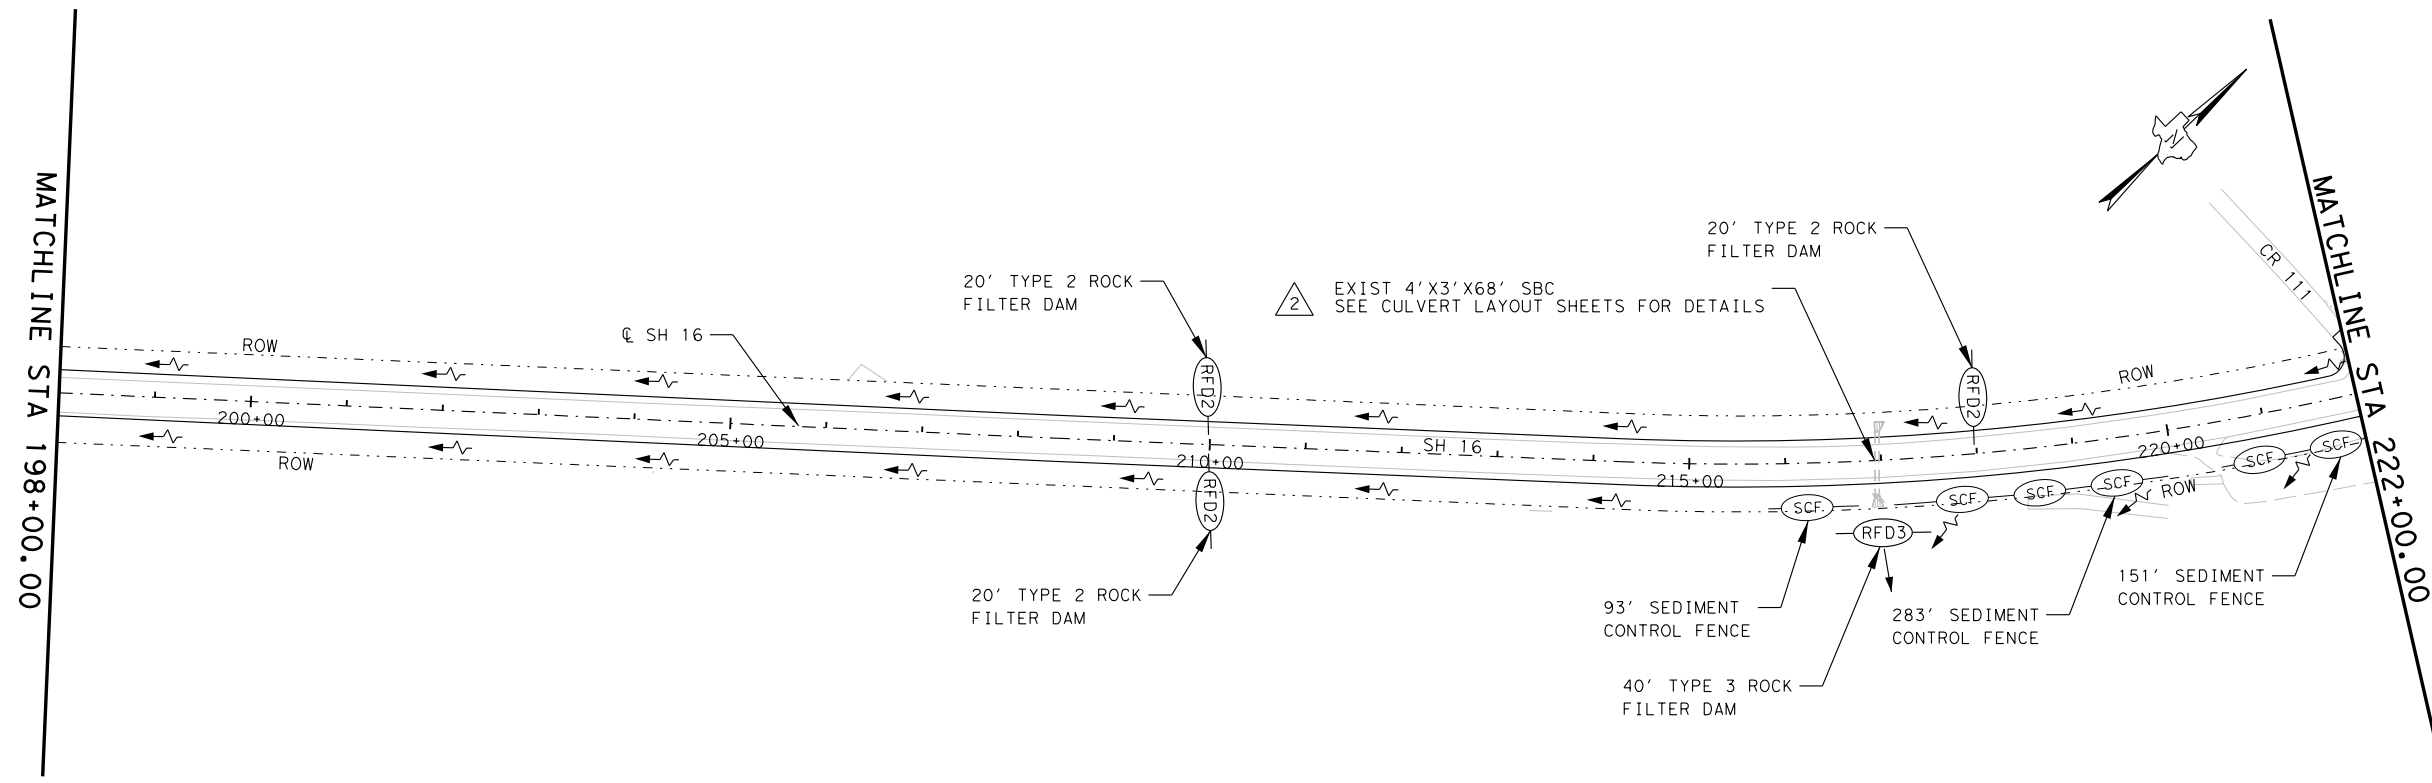 MATCHLINE STA 198+00.00
MATCHLINE STA 222+00.00
CR 111
20' TYPE 2 ROCK
FILTER DAM
20' TYPE 2 ROCK
FILTER DAM
2
EXIST 4'X3'X68' SBC
SEE CULVERT LAYOUT SHEETS FOR DETAILS
℄ SH 16
ROW
ROW
RFD2
RFD2
200+00
205+00
210+00
SH 16
215+00
220+00
ROW
ROW
RFD2
SCF
SCF
SCF
SCF
SCF
SCF
RFD3
20' TYPE 2 ROCK
FILTER DAM
93' SEDIMENT
CONTROL FENCE
283' SEDIMENT
CONTROL FENCE
151' SEDIMENT
CONTROL FENCE
40' TYPE 3 ROCK
FILTER DAM